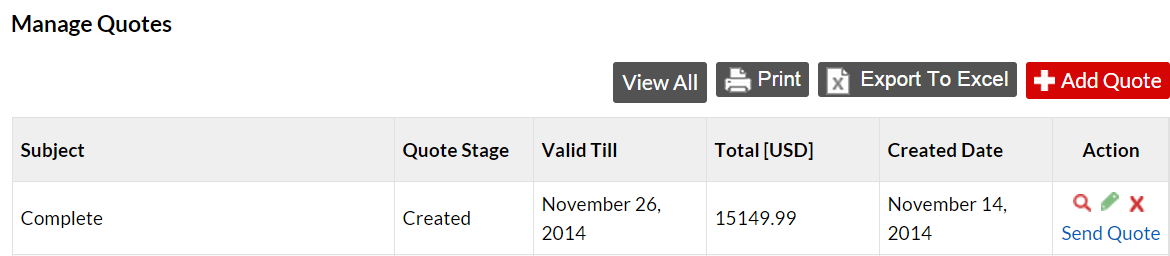 Manage Quotes
View All Print Export To Excel Add Quote
Subject Quote Stage Valid Till Total [USD] Created Date Action
Complete Created November 26, 2014 15149.99 November 14, 2014 Send Quote